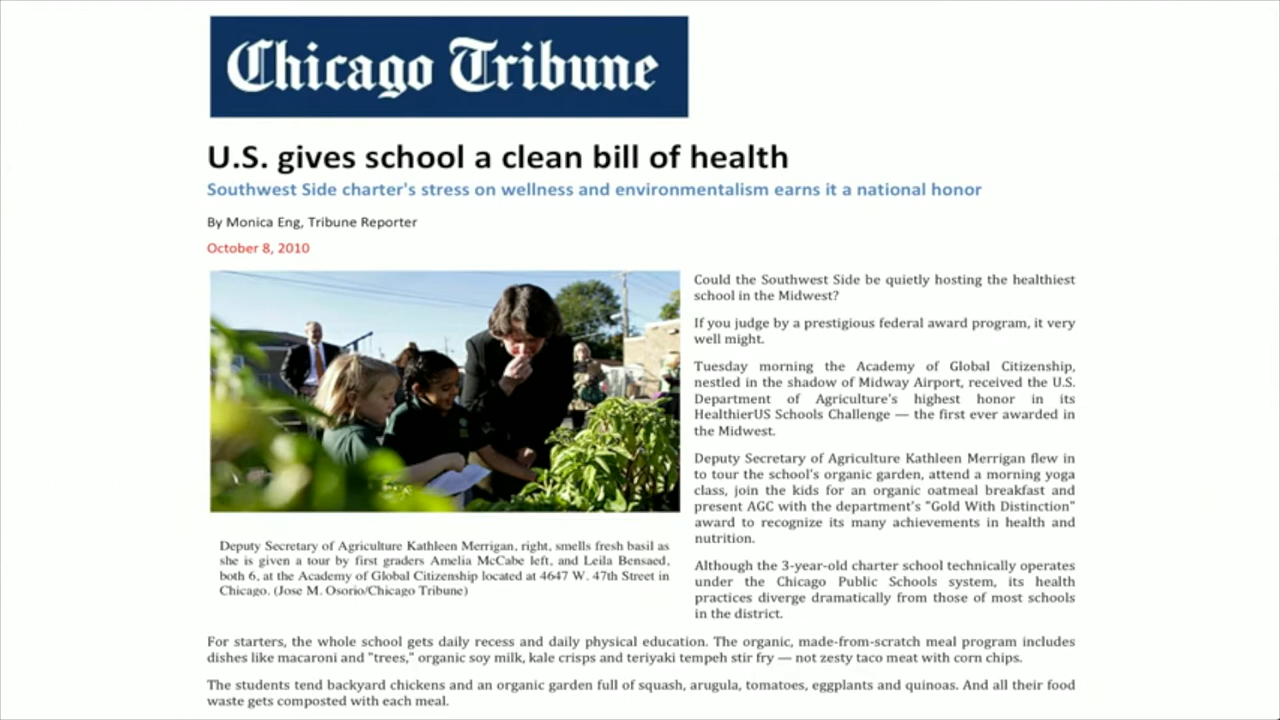 Chicago Tribune
U.S. gives school a clean bill of health
Southwest Side charter's stress on wellness and environmentalism earns it a national honor
By Monica Eng, Tribune Reporter
October 8, 2010
Could the Southwest Side be quietly hosting the healthiest
school in the Midwest?
If you judge by a prestigious federal award program, it very
well might.
Tuesday morning the Academy of Global Citizenship,
nestled in the shadow of Midway Airport, received the U.S.
Department of Agriculture's highest honor in its
HealthierUS Schools Challenge — the first ever awarded in
the Midwest.
Deputy Secretary of Agriculture Kathleen Merrigan flew in
to tour the school's organic garden, attend a morning yoga
class, join the kids for an organic oatmeal breakfast and
present AGC with the department's "Gold With Distinction"
award to recognize its many achievements in health and
nutrition.
Although the 3-year-old charter school technically operates
under the Chicago Public Schools system, its health
practices diverge dramatically from those of most schools
in the district.
Deputy Secretary of Agriculture Kathleen Merrigan, right, smells fresh basil as
she is given a tour by first graders Amelia McCabe left, and Leila Bensaed,
both 6, at the Academy of Global Citizenship located at 4647 W. 47th Street in
Chicago. (Jose M. Osorio/Chicago Tribune)
For starters, the whole school gets daily recess and daily physical education. The organic, made-from-scratch meal program includes
dishes like macaroni and "trees," organic soy milk, kale crisps and teriyaki tempeh stir fry — not zesty taco meat with corn chips.
The students tend backyard chickens and an organic garden full of squash, arugula, tomatoes, eggplants and quinoas. And all their food
waste gets composted with each meal.